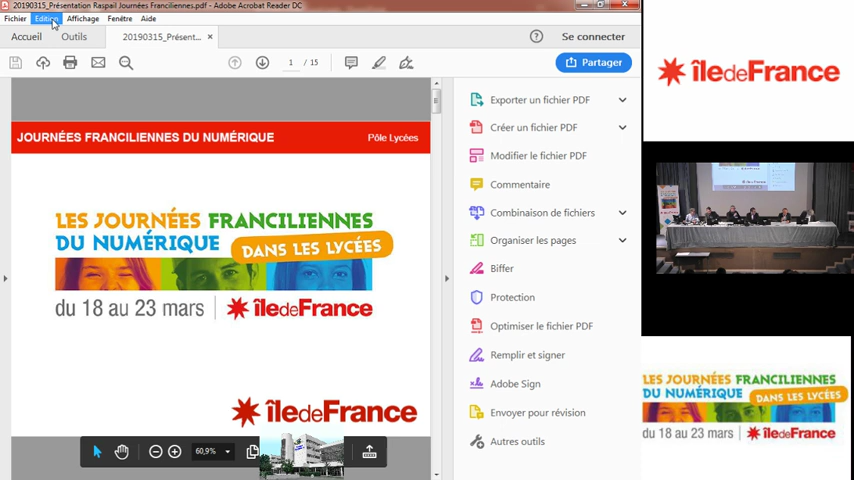 20190315_Présentation Raspail Journées Franciliennes.pdf - Adobe Acrobat Reader DC
Fichier Edition Affichage Fenêtre Aide
Accueil Outils 20190315_Présent... × Se connecter
1 / 15 Partager
JOURNÉES FRANCILIENNES DU NUMÉRIQUE Pôle Lycées
LES JOURNÉES FRANCILIENNES
DU NUMÉRIQUE DANS LES LYCÉES
du 18 au 23 mars îledeFrance
îledeFrance
60,9%
Exporter un fichier PDF
Créer un fichier PDF
Modifier le fichier PDF
Commentaire
Combinaison de fichiers
Organiser les pages
Biffer
Protection
Optimiser le fichier PDF
Remplir et signer
Adobe Sign
Envoyer pour révision
Autres outils
îledeFrance
LES JOURNÉES FRANCILIENNES
DU NUMÉRIQUE DANS LES LYCÉES
du 18 au 23 mars îledeFrance